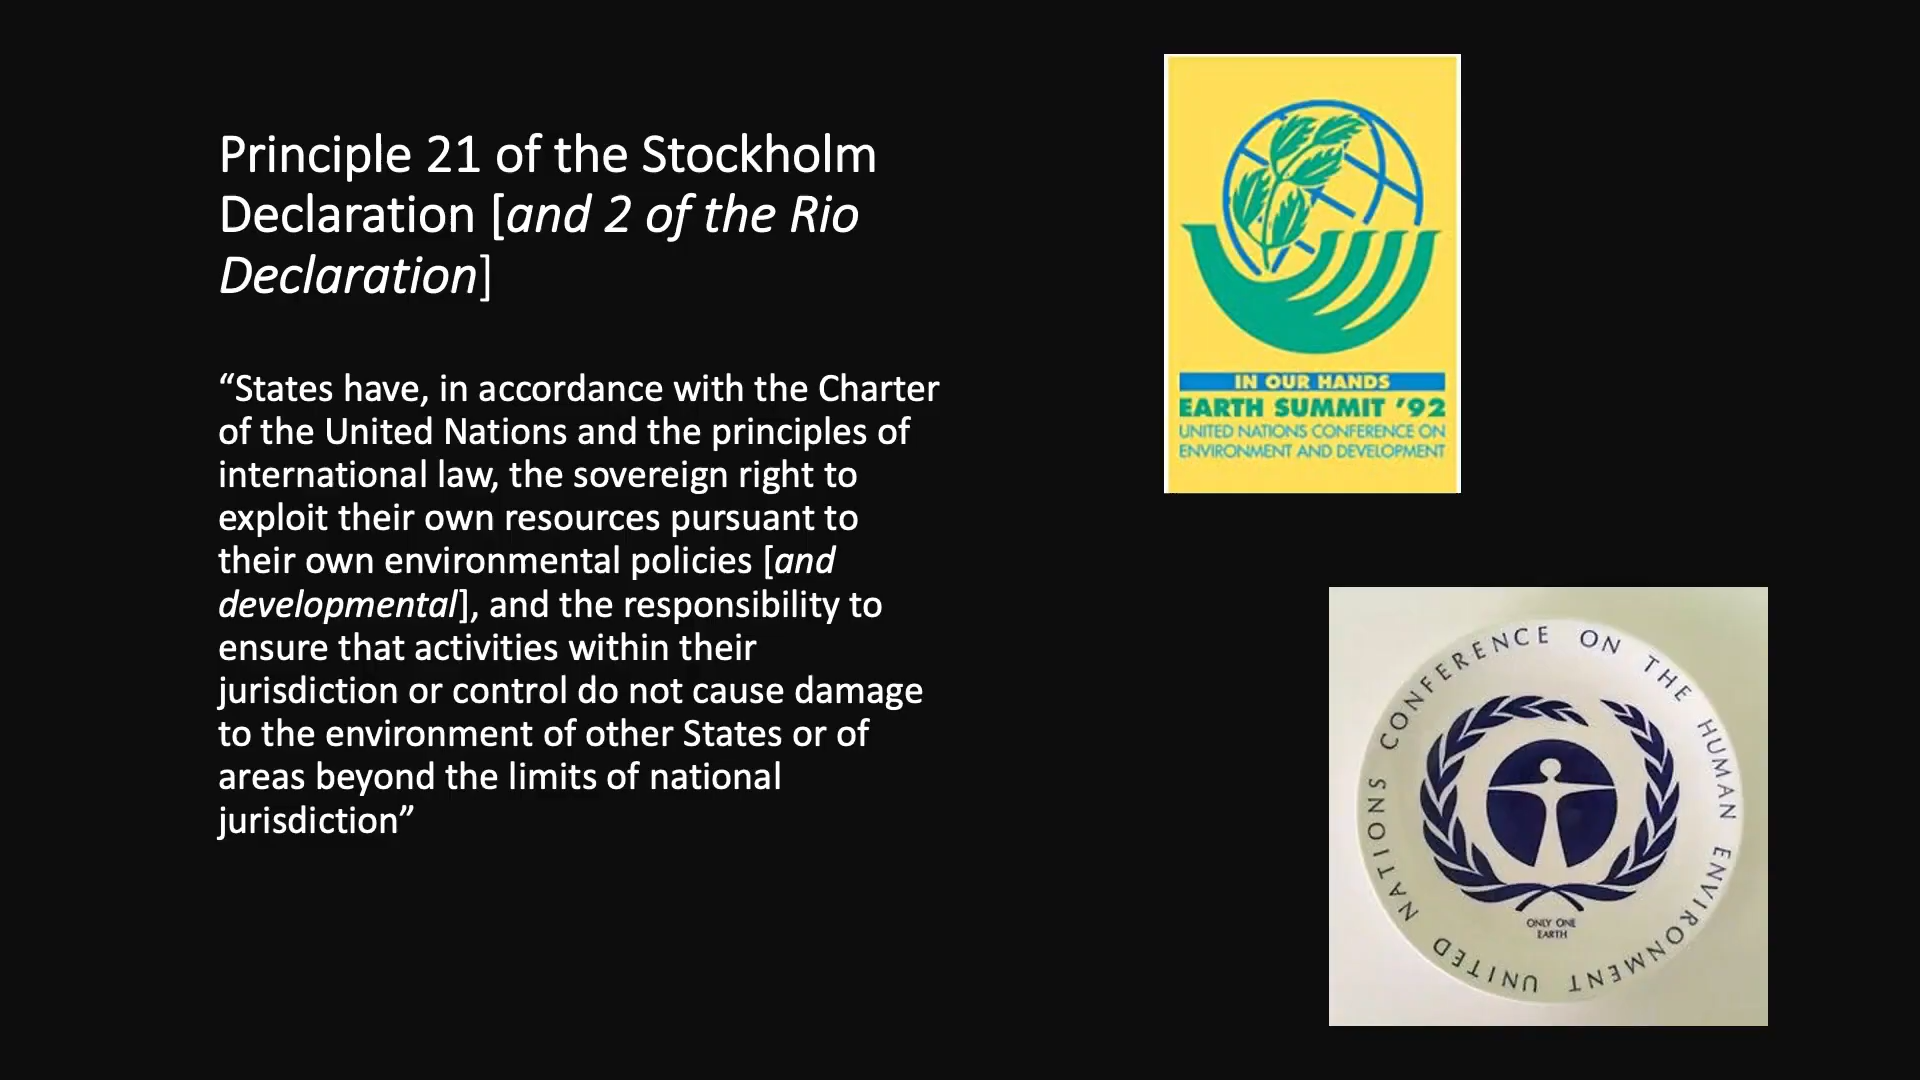 Principle 21 of the Stockholm
Declaration [and 2 of the Rio
Declaration]
“States have, in accordance with the Charter
of the United Nations and the principles of
international law, the sovereign right to
exploit their own resources pursuant to
their own environmental policies [and
developmental], and the responsibility to
ensure that activities within their
jurisdiction or control do not cause damage
to the environment of other States or of
areas beyond the limits of national
jurisdiction”
IN OUR HANDS
EARTH SUMMIT ’92
UNITED NATIONS CONFERENCE ON
ENVIRONMENT AND DEVELOPMENT
UNITED NATIONS CONFERENCE ON THE HUMAN ENVIRONMENT
ONLY ONE
EARTH